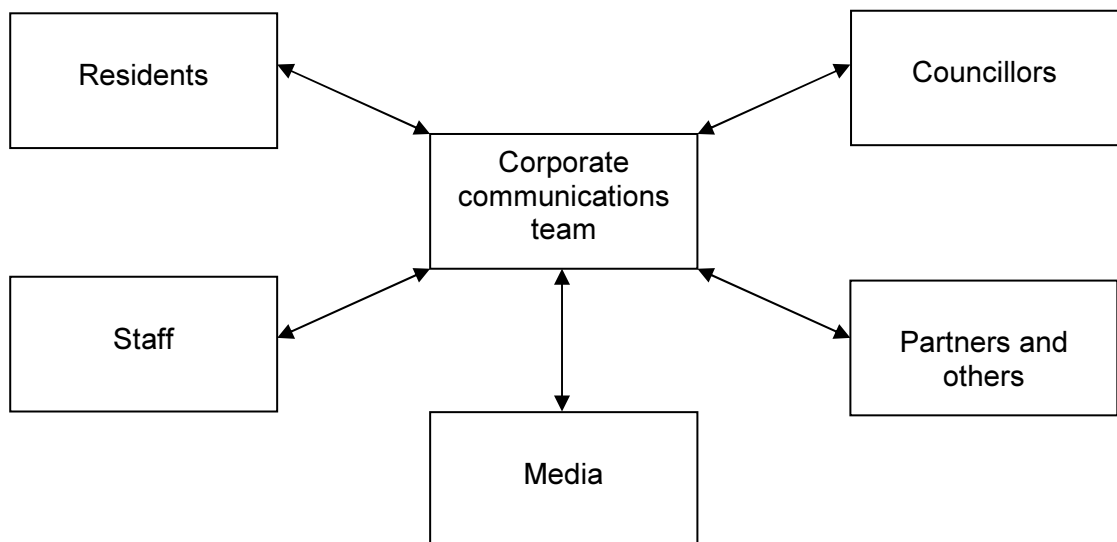 Residents
Councillors
Corporate
communications
team
Staff
Partners and
others
Media